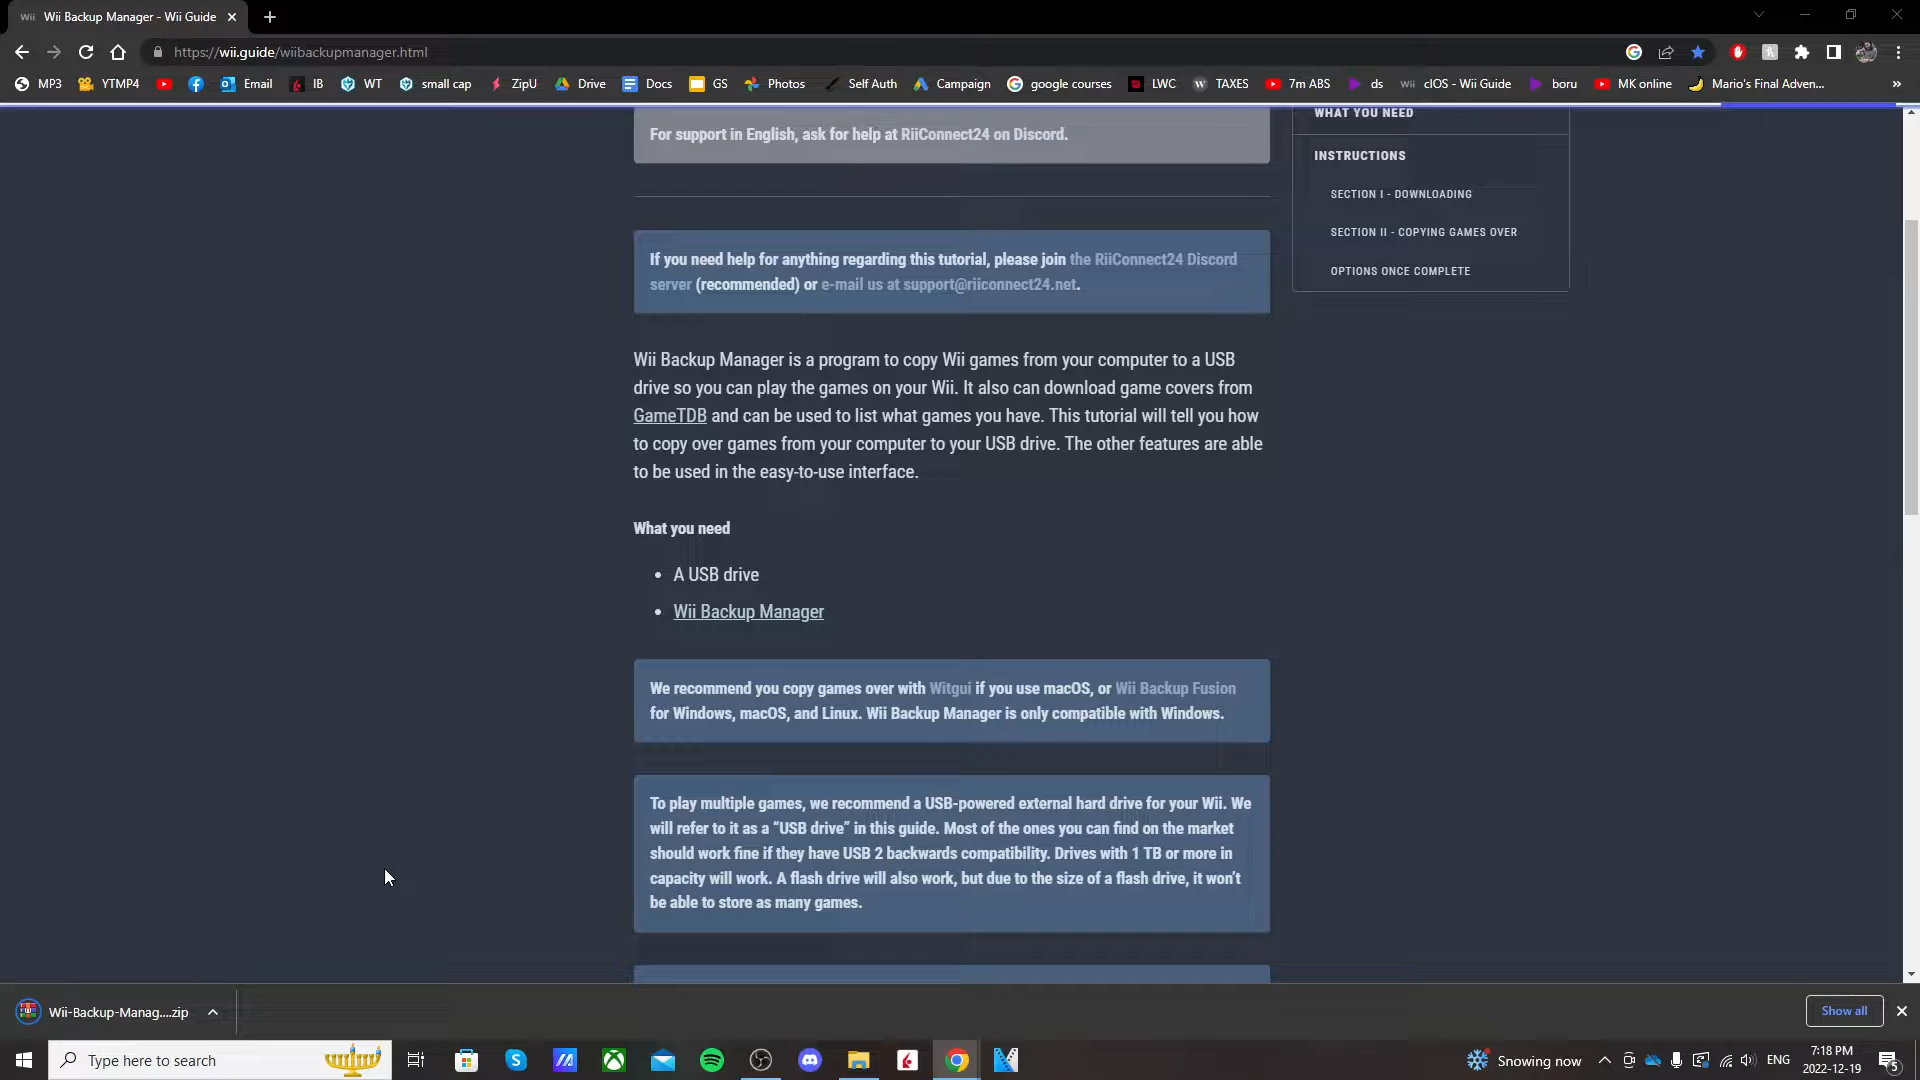 Wii Wii Backup Manager - Wii Guide
https://wii.guide/wiibackupmanager.html
MP3 YTMP4 Email IB WT small cap ZipU Drive Docs GS Photos Self Auth Campaign google courses LWC TAXES 7m ABS ds Wii cIOS - Wii Guide boru MK online Mario's Final Adven... »
For support in English, ask for help at RiiConnect24 on Discord.
If you need help for anything regarding this tutorial, please join the RiiConnect24 Discord
server (recommended) or e-mail us at support@riiconnect24.net.
Wii Backup Manager is a program to copy Wii games from your computer to a USB
drive so you can play the games on your Wii. It also can download game covers from
GameTDB and can be used to list what games you have. This tutorial will tell you how
to copy over games from your computer to your USB drive. The other features are able
to be used in the easy-to-use interface.
What you need
• A USB drive
• Wii Backup Manager
We recommend you copy games over with Witgui if you use macOS, or Wii Backup Fusion
for Windows, macOS, and Linux. Wii Backup Manager is only compatible with Windows.
To play multiple games, we recommend a USB-powered external hard drive for your Wii. We
will refer to it as a “USB drive” in this guide. Most of the ones you can find on the market
should work fine if they have USB 2 backwards compatibility. Drives with 1 TB or more in
capacity will work. A flash drive will also work, but due to the size of a flash drive, it won’t
be able to store as many games.
WHAT YOU NEED
INSTRUCTIONS
SECTION I - DOWNLOADING
SECTION II - COPYING GAMES OVER
OPTIONS ONCE COMPLETE
Wii-Backup-Manag....zip
Show all
Type here to search
Snowing now
ENG
7:18 PM
2022-12-19
5